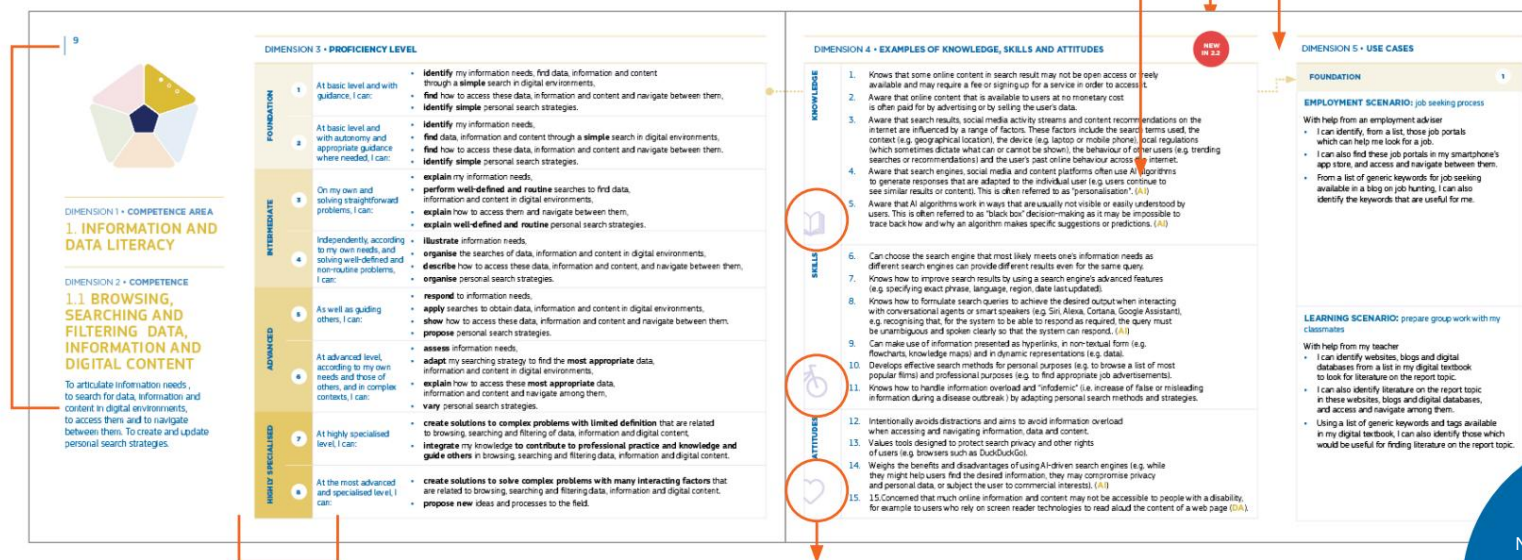 9
DIMENSION 1 • COMPETENCE AREA
1. INFORMATION AND
DATA LITERACY
DIMENSION 2 • COMPETENCE
1.1 BROWSING,
SEARCHING AND
FILTERING DATA,
INFORMATION AND
DIGITAL CONTENT
To articulate information needs ,
to search for data, information and
content in digital environments,
to access them and to navigate
between them. To create and update
personal search strategies.
DIMENSION 3 • PROFICIENCY LEVEL
FOUNDATION
1
At basic level and with
guidance, I can:
• identify my information needs, find data, information and content
through a simple search in digital environments,
• find how to access these data, information and content and navigate between them,
• identify simple personal search strategies.
2
At basic level and
with autonomy and
appropriate guidance
where needed, I can:
• identify my information needs,
• find data, information and content through a simple search in digital environments,
• find how to access these data, information and content and navigate between them.
• identify simple personal search strategies.
INTERMEDIATE
3
On my own and
solving straightforward
problems, I can:
• explain my information needs,
• perform well-defined and routine searches to find data,
information and content in digital environments,
• explain how to access them and navigate between them,
• explain well-defined and routine personal search strategies.
4
Independently, according
to my own needs, and
solving well-defined and
non-routine problems,
I can:
• illustrate information needs,
• organise the searches of data, information and content in digital environments,
• describe how to access these data, information and content, and navigate between them,
• organise personal search strategies.
ADVANCED
5
As well as guiding
others, I can:
• respond to information needs,
• apply searches to obtain data, information and content in digital environments,
• show how to access these data, information and content and navigate between them.
• propose personal search strategies.
6
At advanced level,
according to my own
needs and those of
others, and in complex
contexts, I can:
• assess information needs,
• adapt my searching strategy to find the most appropriate data,
information and content in digital environments,
• explain how to access these most appropriate data,
information and content and navigate among them,
• vary personal search strategies.
HIGHLY SPECIALISED
7
At highly specialised
level, I can:
• create solutions to complex problems with limited definition that are related
to browsing, searching and filtering of data, information and digital content,
• integrate my knowledge to contribute to professional practice and knowledge and
guide others in browsing, searching and filtering data, information and digital content.
8
At the most advanced
and specialised level, I
can:
• create solutions to solve complex problems with many interacting factors that
are related to browsing, searching and filtering data, information and digital content.
• propose new ideas and processes to the field.
DIMENSION 4 • EXAMPLES OF KNOWLEDGE, SKILLS AND ATTITUDES
NEW
IN 2.2
KNOWLEDGE
1. Knows that some online content in search result may not be open access or freely
available and may require a fee or signing up for a service in order to access it.
2. Aware that online content that is available to users at no monetary cost
is often paid for by advertising or by selling the user's data.
3. Aware that search results, social media activity streams and content recommendations on the
internet are influenced by a range of factors. These factors include the search terms used, the
context (e.g. geographical location), the device (e.g. laptop or mobile phone), local regulations
(which sometimes dictate what can or cannot be shown), the behaviour of other users (e.g. trending
searches or recommendations) and the user's past online behaviour across the internet.
4. Aware that search engines, social media and content platforms often use AI algorithms
to generate responses that are adapted to the individual user (e.g. users continue to
see similar results or content). This is often referred to as "personalisation". (AI)
5. Aware that AI algorithms work in ways that are usually not visible or easily understood by
users. This is often referred to as "black box" decision-making as it may be impossible to
trace back how and why an algorithm makes specific suggestions or predictions. (AI)
SKILLS
6. Can choose the search engine that most likely meets one's information needs as
different search engines can provide different results even for the same query.
7. Knows how to improve search results by using a search engine's advanced features
(e.g. specifying exact phrase, language, region, date last updated).
8. Knows how to formulate search queries to achieve the desired output when interacting
with conversational agents or smart speakers (e.g. Siri, Alexa, Cortana, Google Assistant),
e.g. recognising that, for the system to be able to respond as required, the query must
be unambiguous and spoken clearly so that the system can respond. (AI)
9. Can make use of information presented as hyperlinks, in non-textual form (e.g.
flowcharts, knowledge maps) and in dynamic representations (e.g. data).
10. Develops effective search methods for personal purposes (e.g. to browse a list of most
popular films) and professional purposes (e.g. to find appropriate job advertisements).
11. Knows how to handle information overload and "infodemic" (i.e. increase of false or misleading
information during a disease outbreak ) by adapting personal search methods and strategies.
ATTITUDES
12. Intentionally avoids distractions and aims to avoid information overload
when accessing and navigating information, data and content.
13. Values tools designed to protect search privacy and other rights
of users (e.g. browsers such as DuckDuckGo).
14. Weighs the benefits and disadvantages of using AI-driven search engines (e.g. while
they might help users find the desired information, they may compromise privacy
and personal data, or subject the user to commercial interests). (AI)
15. 15.Concerned that much online information and content may not be accessible to people with a disability,
for example to users who rely on screen reader technologies to read aloud the content of a web page (DA).
DIMENSION 5 • USE CASES
FOUNDATION
1
EMPLOYMENT SCENARIO: job seeking process
With help from an employment adviser
• I can identify, from a list, those job portals
which can help me look for a job.
• I can also find these job portals in my smartphone's
app store, and access and navigate between them.
• From a list of generic keywords for job seeking
available in a blog on job hunting, I can also
identify the keywords that are useful for me.
LEARNING SCENARIO: prepare group work with my
classmates
With help from my teacher
• I can identify websites, blogs and digital
databases from a list in my digital textbook
to look for literature on the report topic.
• I can also identify literature on the report topic
in these websites, blogs and digital databases,
and access and navigate among them.
• Using a list of generic keywords and tags available
in my digital textbook, I can also identify those which
would be useful for finding literature on the report topic.
N